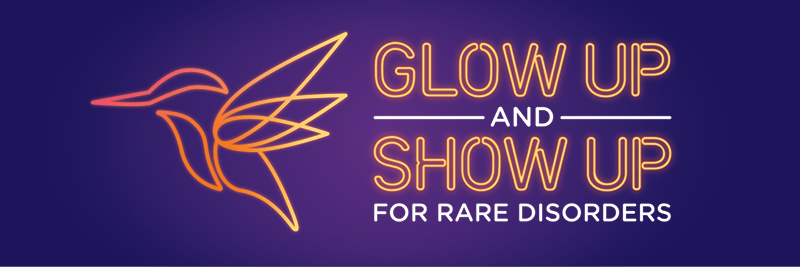 GLOW UP
AND
SHOW UP
FOR RARE DISORDERS